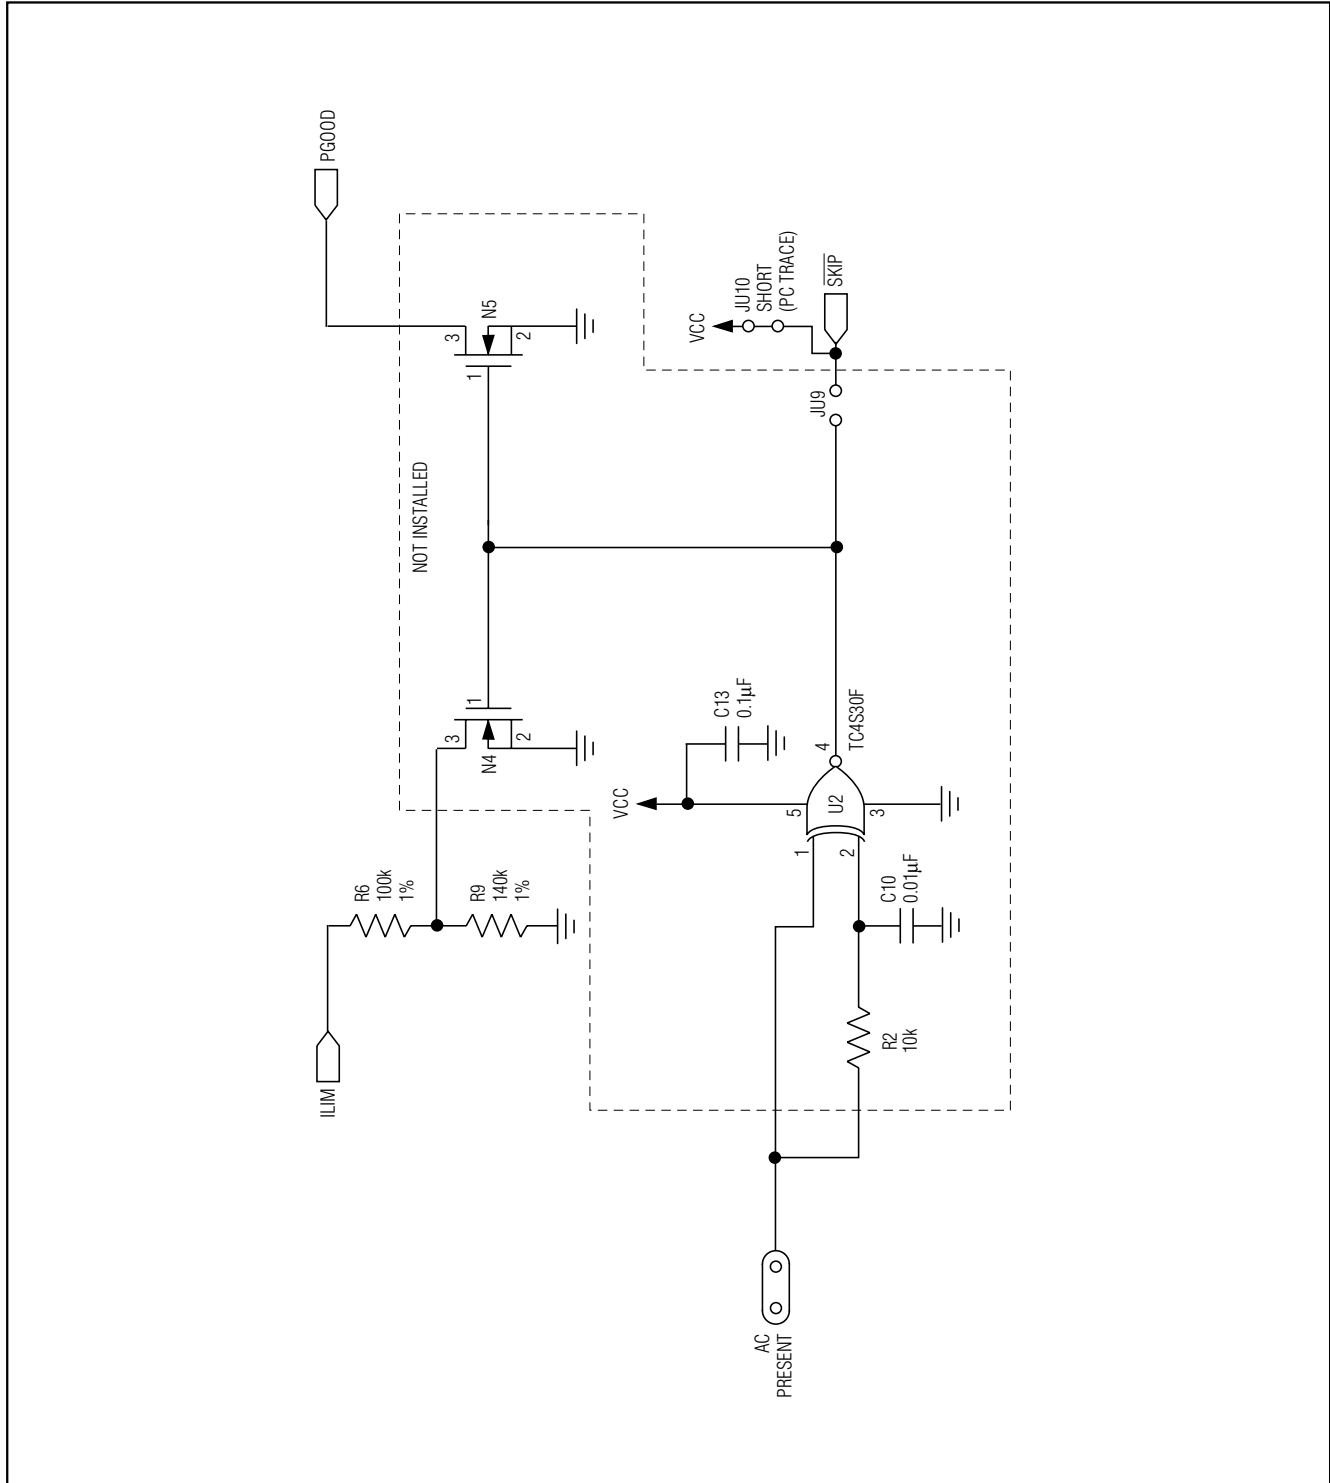 PGOOD
NOT INSTALLED
3
1
N5
2
VCC
JU10
SHORT
(PC TRACE)
SKIP
JU9
3
1
N4
2
C13
0.1μF
VCC
4
TC4S30F
5
U2
3
1
2
C10
0.01μF
R6
100k
1%
R9
140k
1%
ILIM
R2
10k
AC
PRESENT